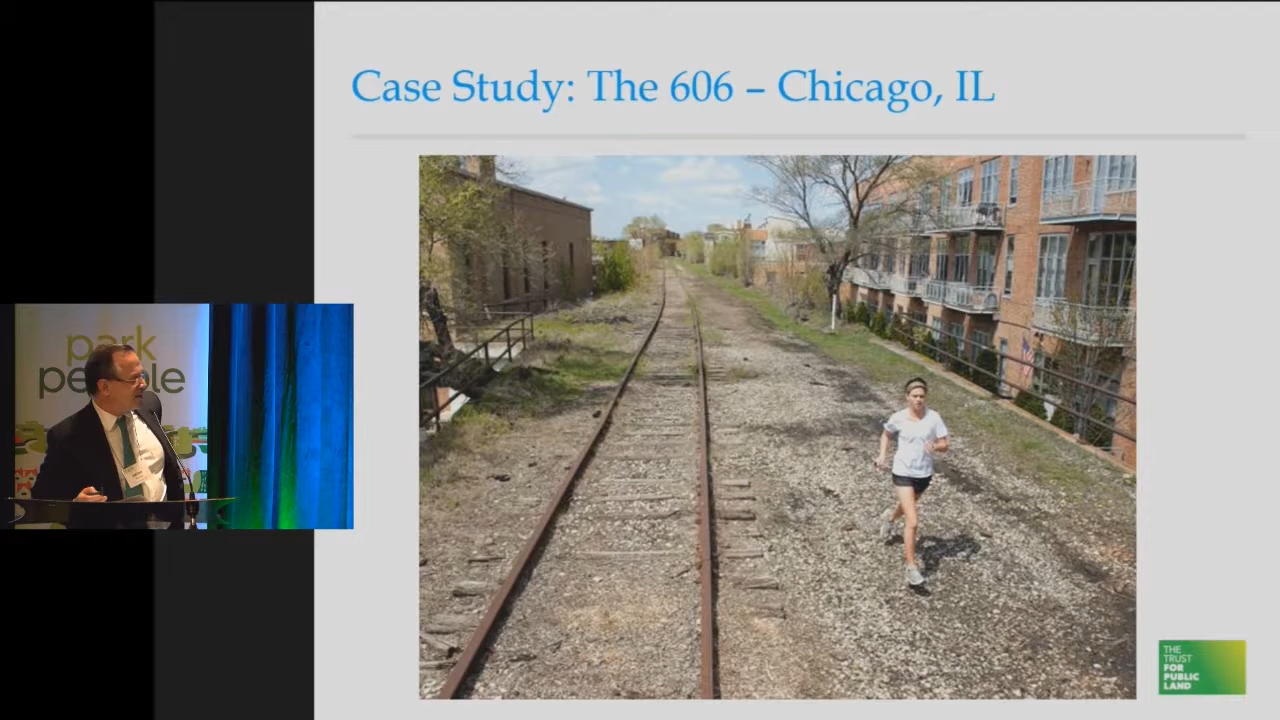 Case Study: The 606 – Chicago, IL
park
people
THE
TRUST
FOR
PUBLIC
LAND